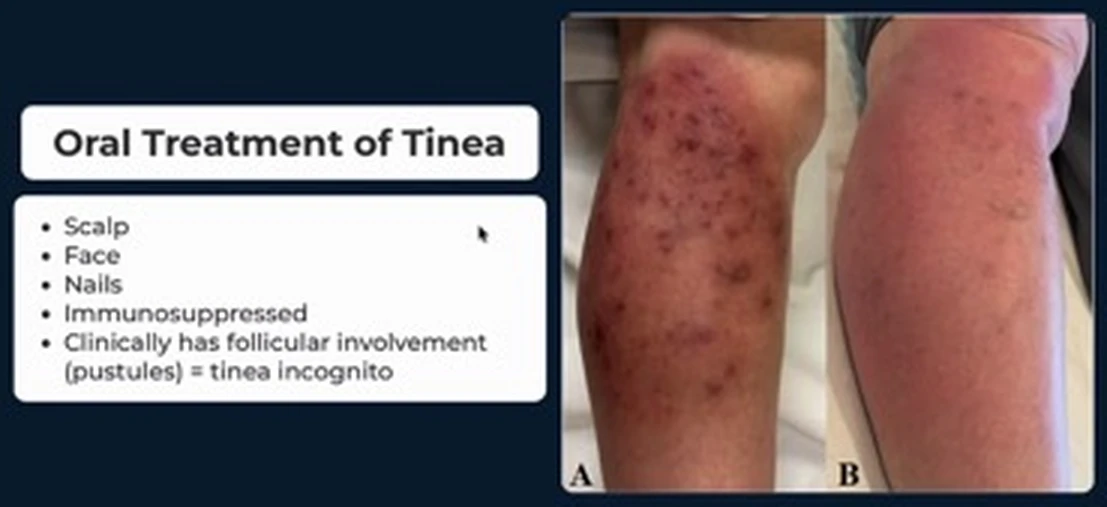 Oral Treatment of Tinea
• Scalp
• Face
• Nails
• Immunosuppressed
• Clinically has follicular involvement
(pustules) = tinea incognito
A
B